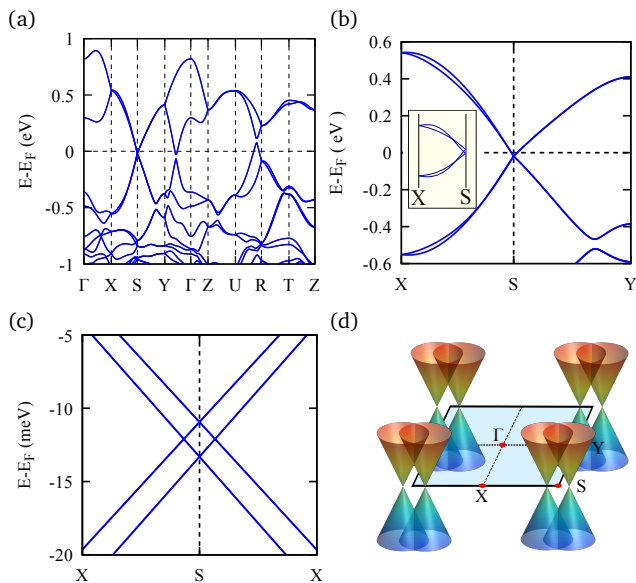 (a)
1
0.5
0
-0.5
-1
E-E_F (eV)
Γ X S Y Γ Z U R T Z
(b)
0.6
0.4
0.2
0
-0.2
-0.4
-0.6
E-E_F ( eV )
X S
X S Y
(c)
-5
-10
-13
-20
E-E_F (meV)
X S X
(d)
Γ
Y
X
S